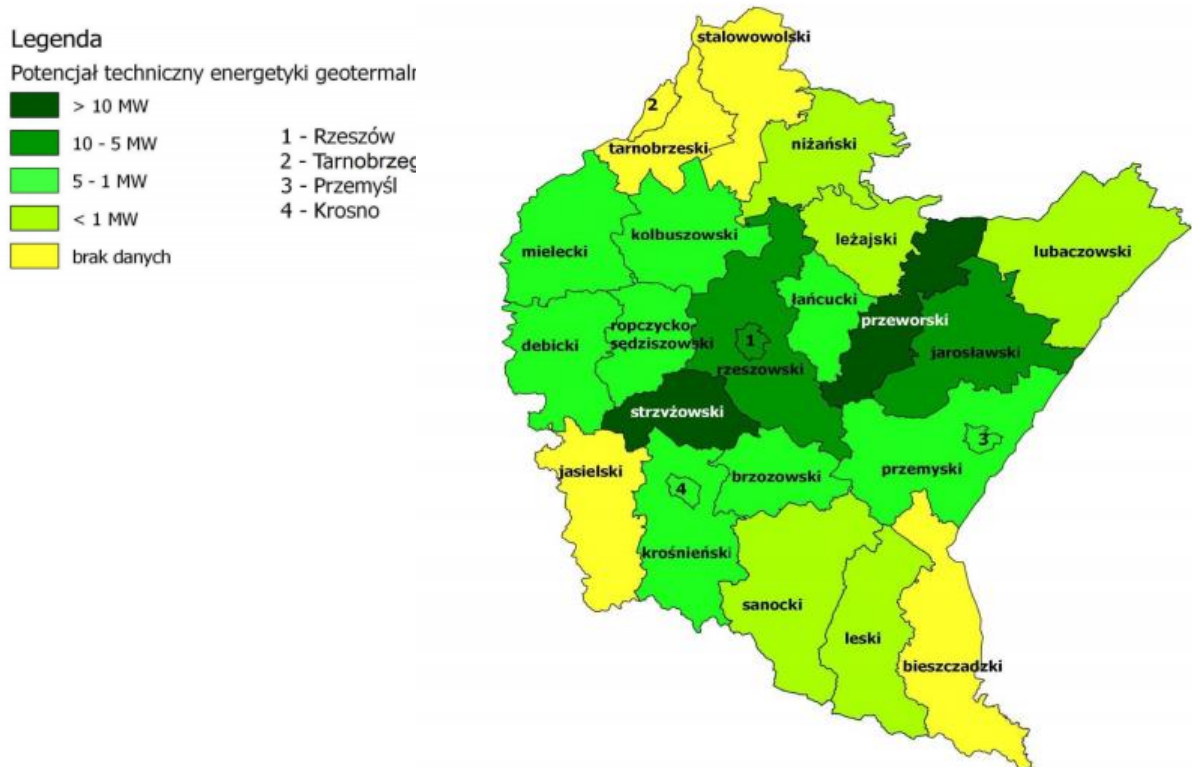 Legenda
Potencjał techniczny energetyki geotermalr
> 10 MW
10 - 5 MW
5 - 1 MW
< 1 MW
brak danych
1 - Rzeszów
2 - Tarnobrzeg
3 - Przemyśl
4 - Krosno
stalowowolski
2
tarnobrzeski
niżański
mielecki
kolbuszowski
leżajski
lubaczowski
łańcucki
przeworski
debicki
ropczycko-
sędziszowski
1
rzeszowski
jarosławski
strzyżowski
3
jasielski
brzozowski
przemyski
4
krośnieński
sanocki
leski
bieszczadzki